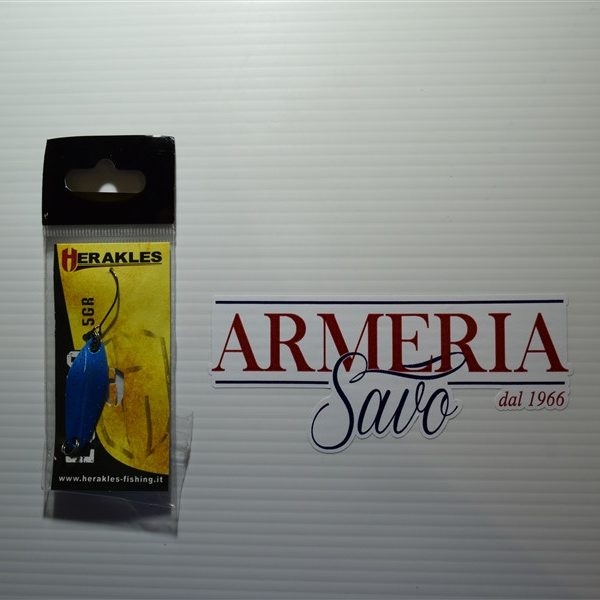 HERAKLES
5GR
www.herakles-fishing.it
ARMERIA
Savo
dal 1966